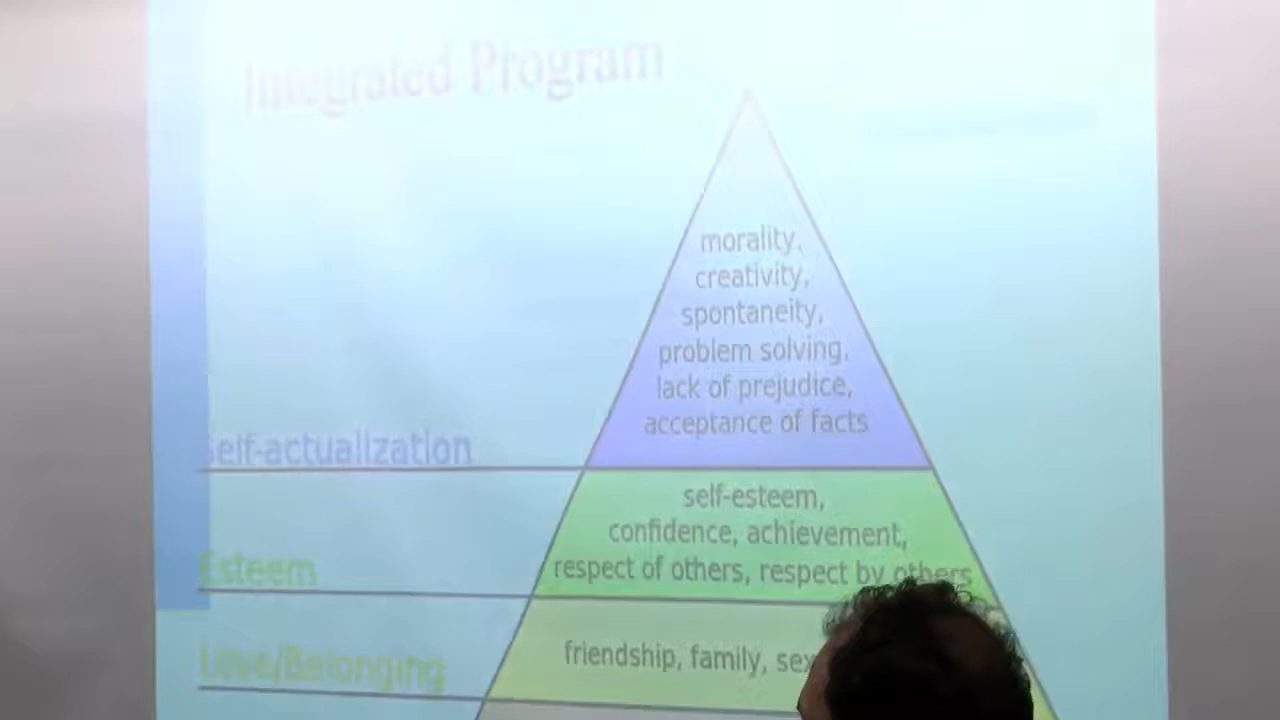 Integrated Program
morality,
creativity,
spontaneity,
problem solving,
lack of prejudice,
acceptance of facts
Self-actualization
self-esteem,
confidence, achievement,
respect of others, respect by others
Esteem
friendship, family,
Love/Belonging